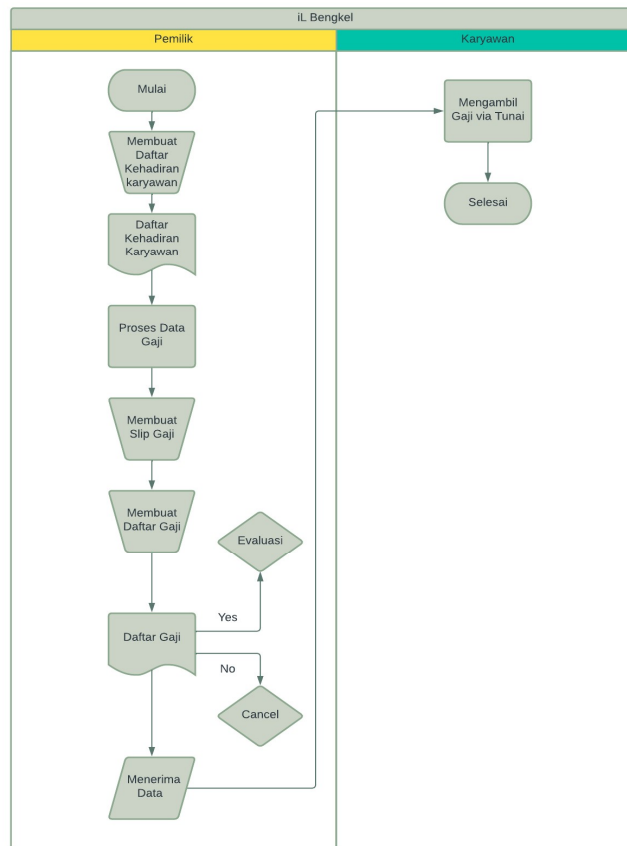 iL Bengkel
Pemilik
Karyawan
Mulai
Membuat
Daftar
Kehadiran
karyawan
Daftar
Kehadiran
Karyawan
Proses Data
Gaji
Membuat
Slip Gaji
Membuat
Daftar Gaji
Evaluasi
Yes
Daftar Gaji
No
Cancel
Menerima
Data
Mengambil
Gaji via Tunai
Selesai